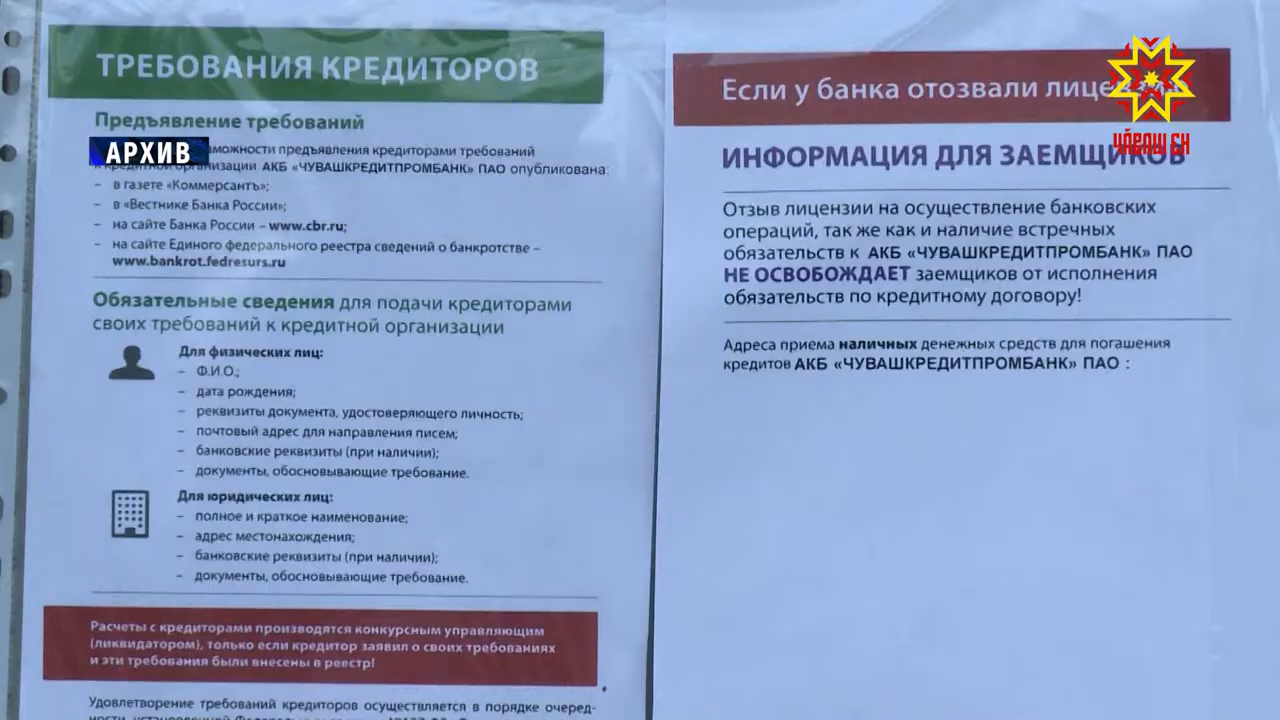 ТРЕБОВАНИЯ КРЕДИТОРОВ
Предъявление требований
АРХИВ
можности предъявления кредиторами требований
к кредитной организации АКБ «ЧУВАШКРЕДИТПРОМБАНК» ПАО опубликована:
– в газете «Коммерсантъ»;
– в «Вестнике Банка России»;
– на сайте Банка России – www.cbr.ru;
– на сайте Единого федерального реестра сведений о банкротстве –
www.bankrot.fedresurs.ru
Обязательные сведения для подачи кредиторами
своих требований к кредитной организации
Для физических лиц:
– Ф.И.О.;
– дата рождения;
– реквизиты документа, удостоверяющего личность;
– почтовый адрес для направления писем;
– банковские реквизиты (при наличии);
– документы, обосновывающие требование.
Для юридических лиц:
– полное и краткое наименование;
– адрес местонахождения;
– банковские реквизиты (при наличии);
– документы, обосновывающие требование.
Расчеты с кредиторами производятся конкурсным управляющим
(ликвидатором), только если кредитор заявил о своих требованиях
и эти требования были внесены в реестр!
Удовлетворение требований кредиторов осуществляется в порядке очеред-
Если у банка отозвали лице
ЧӐВАШ ЕН
ИНФОРМАЦИЯ ДЛЯ ЗАЕМЩИКОВ
Отзыв лицензии на осуществление банковских
операций, так же как и наличие встречных
обязательств к АКБ «ЧУВАШКРЕДИТПРОМБАНК» ПАО
НЕ ОСВОБОЖДАЕТ заемщиков от исполнения
обязательств по кредитному договору!
Адреса приема наличных денежных средств для погашения
кредитов АКБ «ЧУВАШКРЕДИТПРОМБАНК» ПАО :